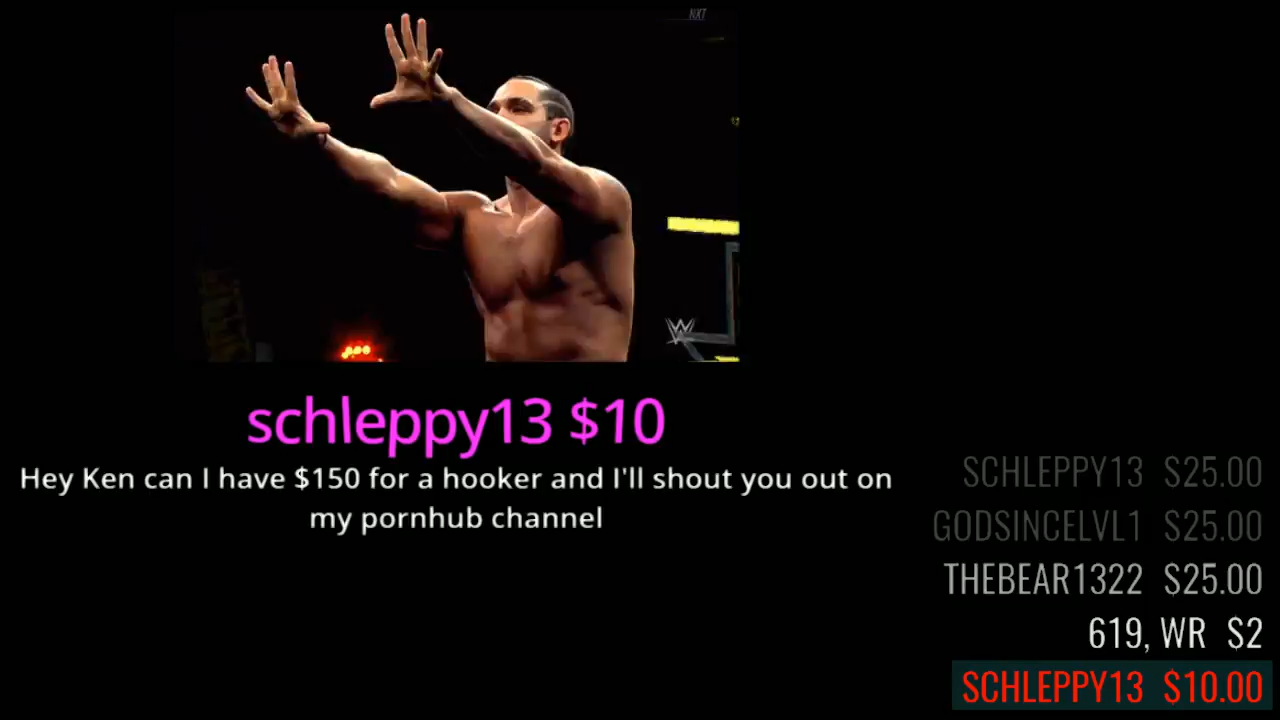 NXT
W
schleppy13 $10
Hey Ken can I have $150 for a hooker and I'll shout you out on
my pornhub channel
SCHLEPPY13 $25.00
GODSINCELVL1 $25.00
THEBEAR1322 $25.00
619, WR $2
SCHLEPPY13 $10.00